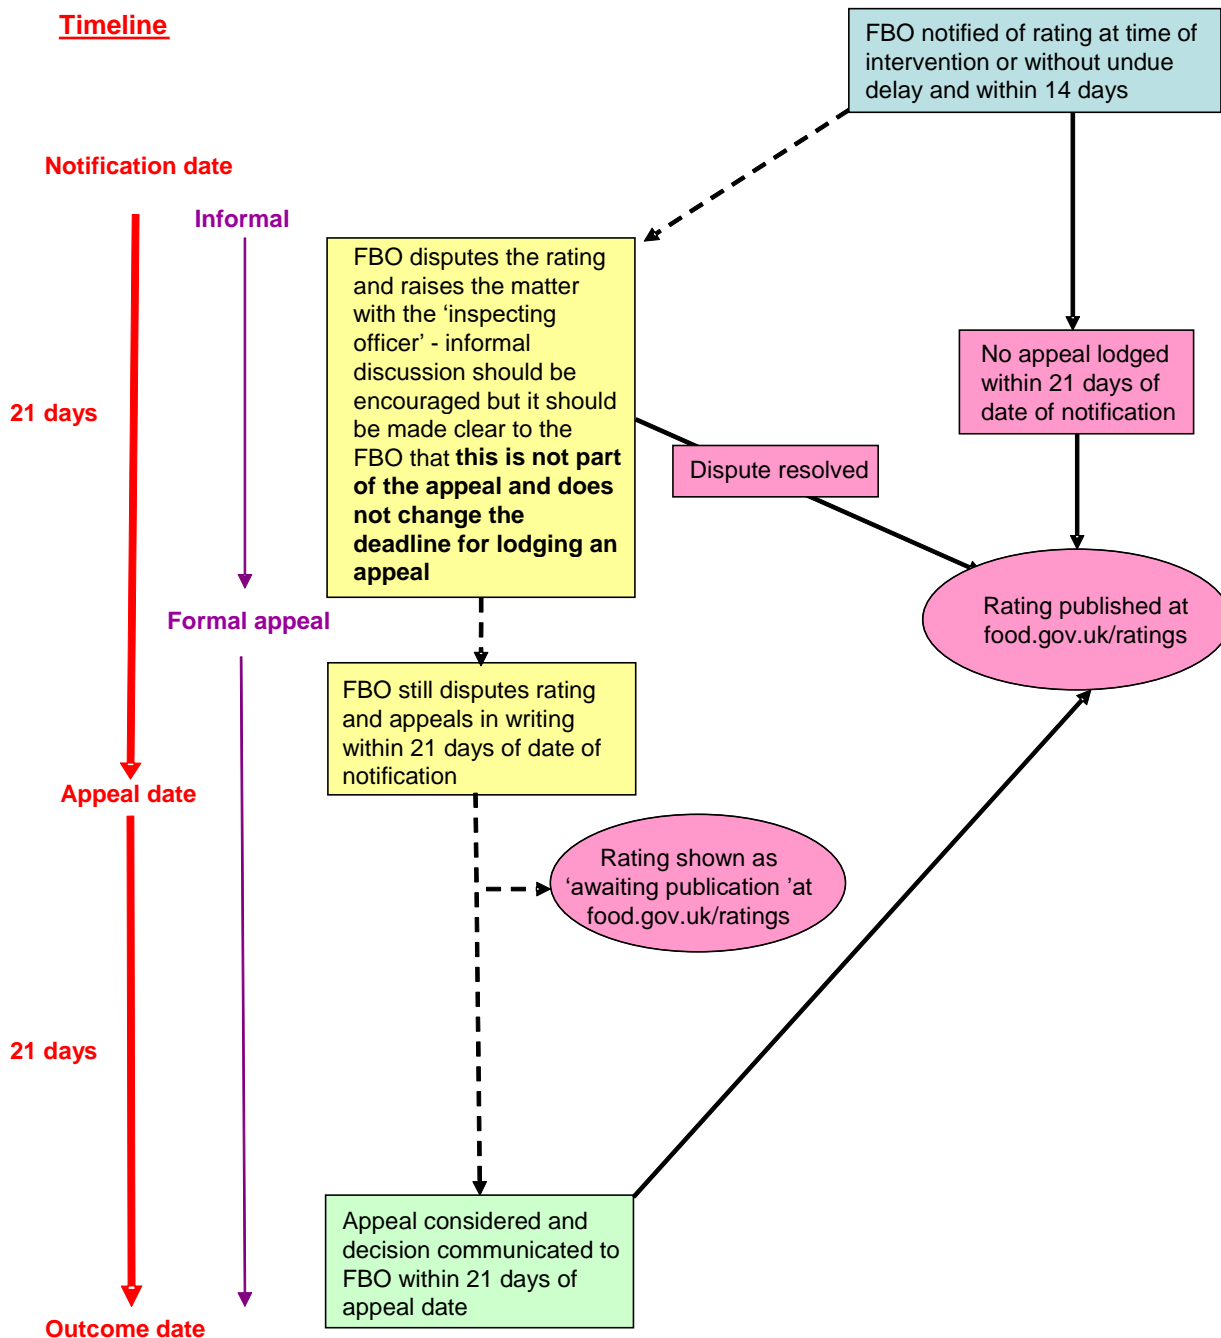 Timeline
FBO notified of rating at time of
intervention or without undue
delay and within 14 days
Notification date
Informal
FBO disputes the rating
and raises the matter
with the ‘inspecting
officer’ - informal
discussion should be
encouraged but it should
be made clear to the
FBO that this is not part
of the appeal and does
not change the
deadline for lodging an
appeal
No appeal lodged
within 21 days of
date of notification
21 days
Dispute resolved
Rating published at
food.gov.uk/ratings
Formal appeal
FBO still disputes rating
and appeals in writing
within 21 days of date of
notification
Appeal date
Rating shown as
‘awaiting publication ’at
food.gov.uk/ratings
21 days
Appeal considered and
decision communicated to
FBO within 21 days of
appeal date
Outcome date